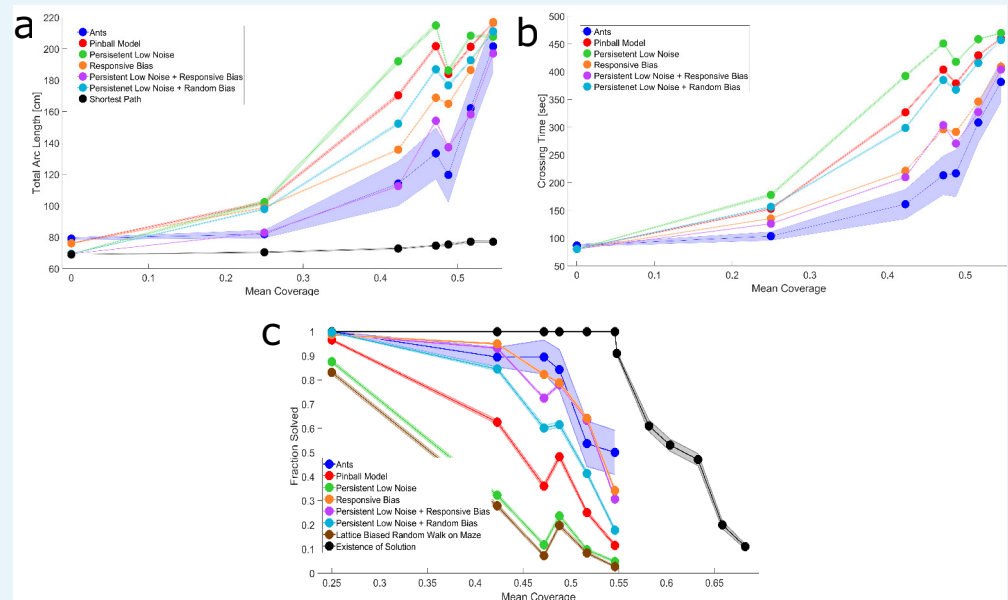 a
220
200
180
160
140
120
100
80
60
Total Arc Length [cm]
Ants
Pinball Model
Persisetent Low Noise
Responsive Bias
Persistent Low Noise + Responsive Bias
Persistenet Low Noise + Random Bias
Shortest Path
0
0.1
0.2
0.3
0.4
0.5
Mean Coverage
b
500
450
400
350
300
250
200
150
100
50
Crossing Time [sec]
Ants
Pinball Model
Persistent Low Noise
Responsive Bias
Persistent Low Noise + Responsive Bias
Persistent Low Noise + Random Bias
0
0.1
0.2
0.3
0.4
0.5
Mean Coverage
c
1
0.9
0.8
0.7
0.6
0.5
0.4
0.3
0.2
0.1
0
Fraction Solved
Ants
Pinball Model
Persistent Low Noise
Responsive Bias
Persistent Low Noise + Responsive Bias
Persistent Low Noise + Random Bias
Lattice Biased Random Walk on Maze
Existence of Solution
0.25
0.3
0.35
0.4
0.45
0.5
0.55
0.6
0.65
Mean Coverage